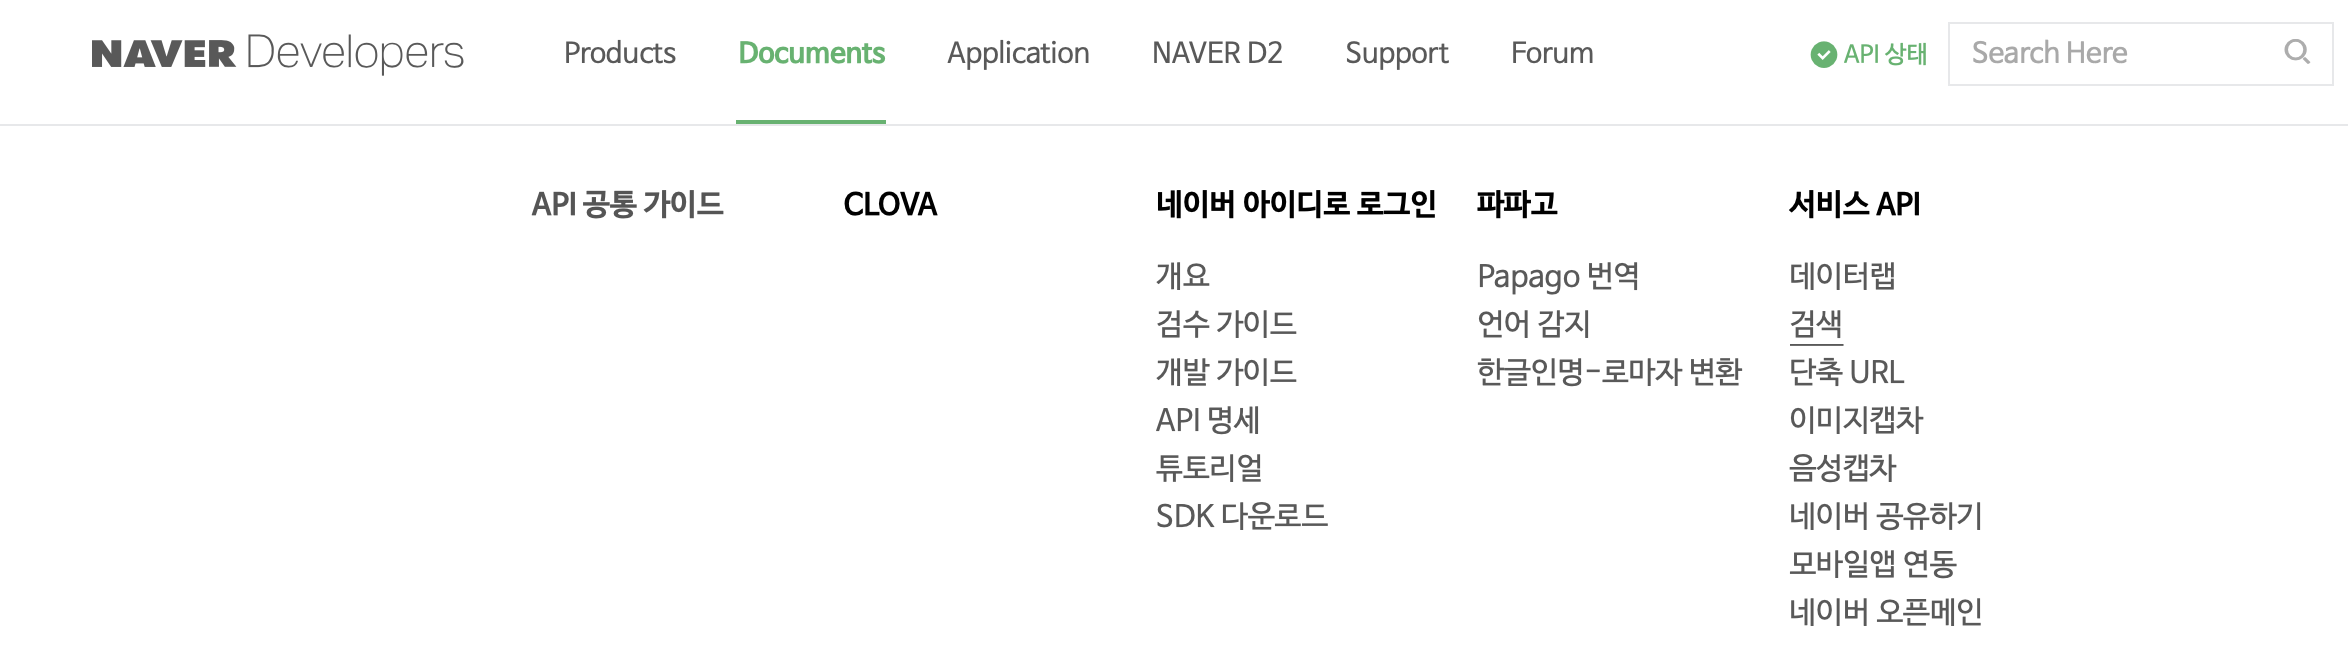 NAVER Developers Products Documents Application NAVER D2 Support Forum API 상태 Search Here
API 공통 가이드
CLOVA
네이버 아이디로 로그인
개요
검수 가이드
개발 가이드
API 명세
튜토리얼
SDK 다운로드
파파고
Papago 번역
언어 감지
한글인명-로마자 변환
서비스 API
데이터랩
검색
단축 URL
이미지캡차
음성캡차
네이버 공유하기
모바일앱 연동
네이버 오픈메인